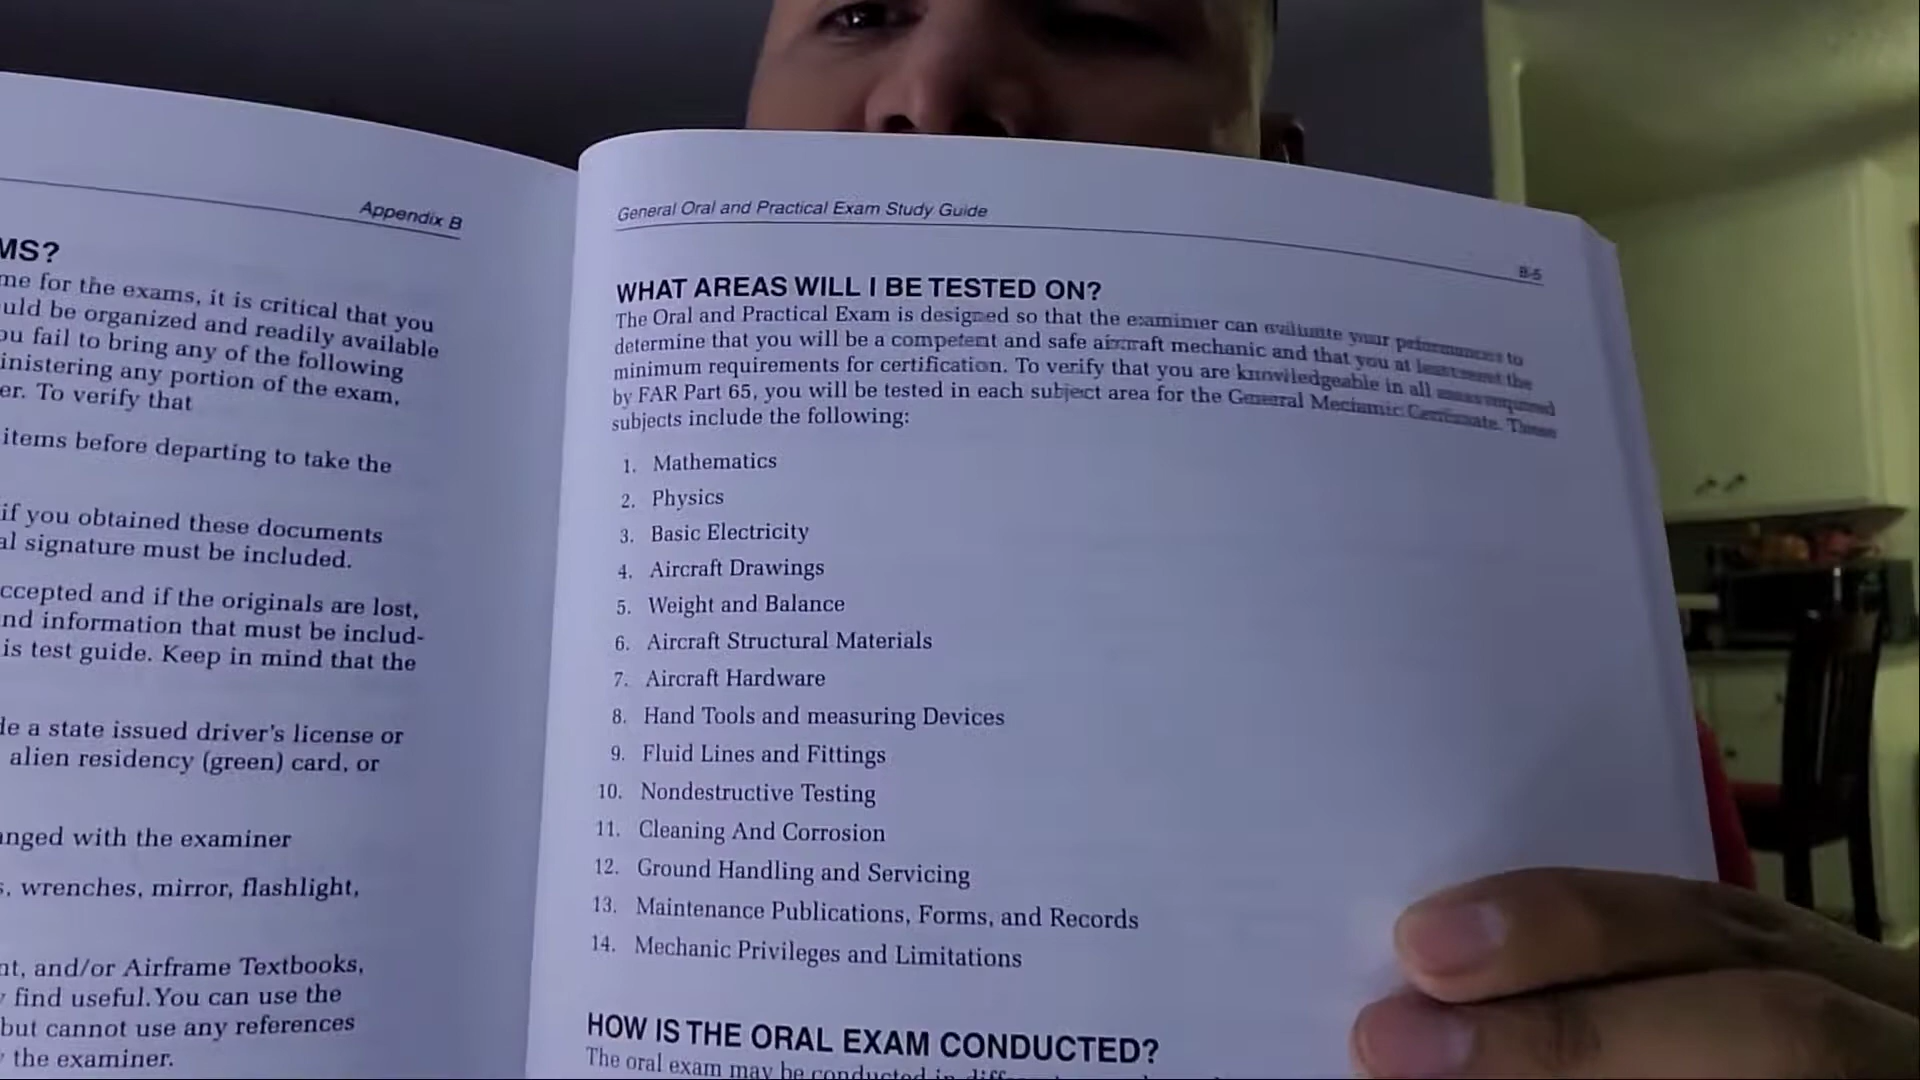 Appendix B
MS?
me for the exams, it is critical that you
uld be organized and readily available
ou fail to bring any of the following
inistering any portion of the exam,
er. To verify that
items before departing to take the
if you obtained these documents
al signature must be included.
ccepted and if the originals are lost,
nd information that must be includ-
is test guide. Keep in mind that the
de a state issued driver's license or
alien residency (green) card, or
anged with the examiner
s, wrenches, mirror, flashlight,
nt, and/or Airframe Textbooks,
y find useful. You can use the
but cannot use any references
the examiner.
General Oral and Practical Exam Study Guide
B-5
WHAT AREAS WILL I BE TESTED ON?
The Oral and Practical Exam is designed so that the examiner can evaluate your to
determine that you will be a competent and safe aircraft mechanic and that you at least meet the
minimum requirements for certification. To verify that you are knowledgeable in all
by FAR Part 65, you will be tested in each subject area for the General Mechanic Certificate. These
subjects include the following:
1. Mathematics
2. Physics
3. Basic Electricity
4. Aircraft Drawings
5. Weight and Balance
6. Aircraft Structural Materials
7. Aircraft Hardware
8. Hand Tools and measuring Devices
9. Fluid Lines and Fittings
10. Nondestructive Testing
11. Cleaning And Corrosion
12. Ground Handling and Servicing
13. Maintenance Publications, Forms, and Records
14. Mechanic Privileges and Limitations
HOW IS THE ORAL EXAM CONDUCTED?
The oral exam may be conducted in